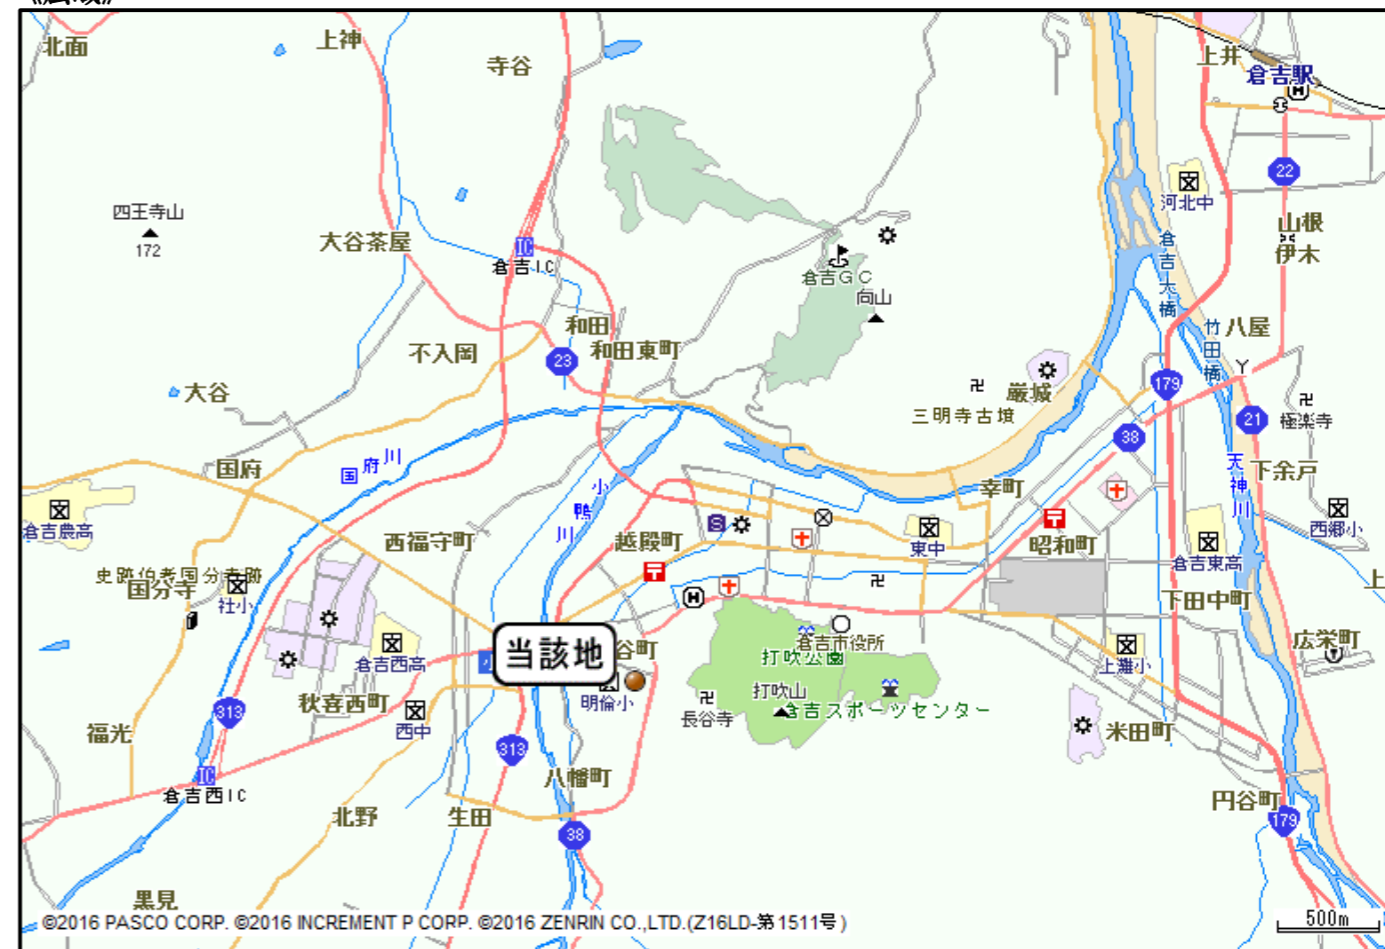 《広域》
北面
上神
寺谷
上井
倉吉駅
22
河北中
四王寺山
172
大谷茶屋
IC
倉吉IC
倉吉GC
向山
倉吉大橋
山根
伊木
和田
和田東町
不入岡
23
竹田橋
八屋
大谷
卍
厳城
三明寺古墳
179
38
21
卍
極楽寺
国府
国府川
小鴨川
天神川
下余戸
倉吉農高
西福守町
越殿町
S
幸町
東中
昭和町
倉吉東高
西郷小
史跡伯耆国分寺跡
国分寺
社小
卍
下田中町
上
倉吉西高
当該地
谷町
H
倉吉市役所
打吹公園
上灘小
広栄町
秋喜西町
西中
明倫小
卍
長谷寺
打吹山
倉吉スポーツセンター
313
福光
313
米田町
IC
倉吉西IC
八幡町
円谷町
北野
生田
38
179
黒見
©2016 PASCO CORP. ©2016 INCREMENT P CORP. ©2016 ZENRIN CO.,LTD.(Z16LD-第1511号)
500m